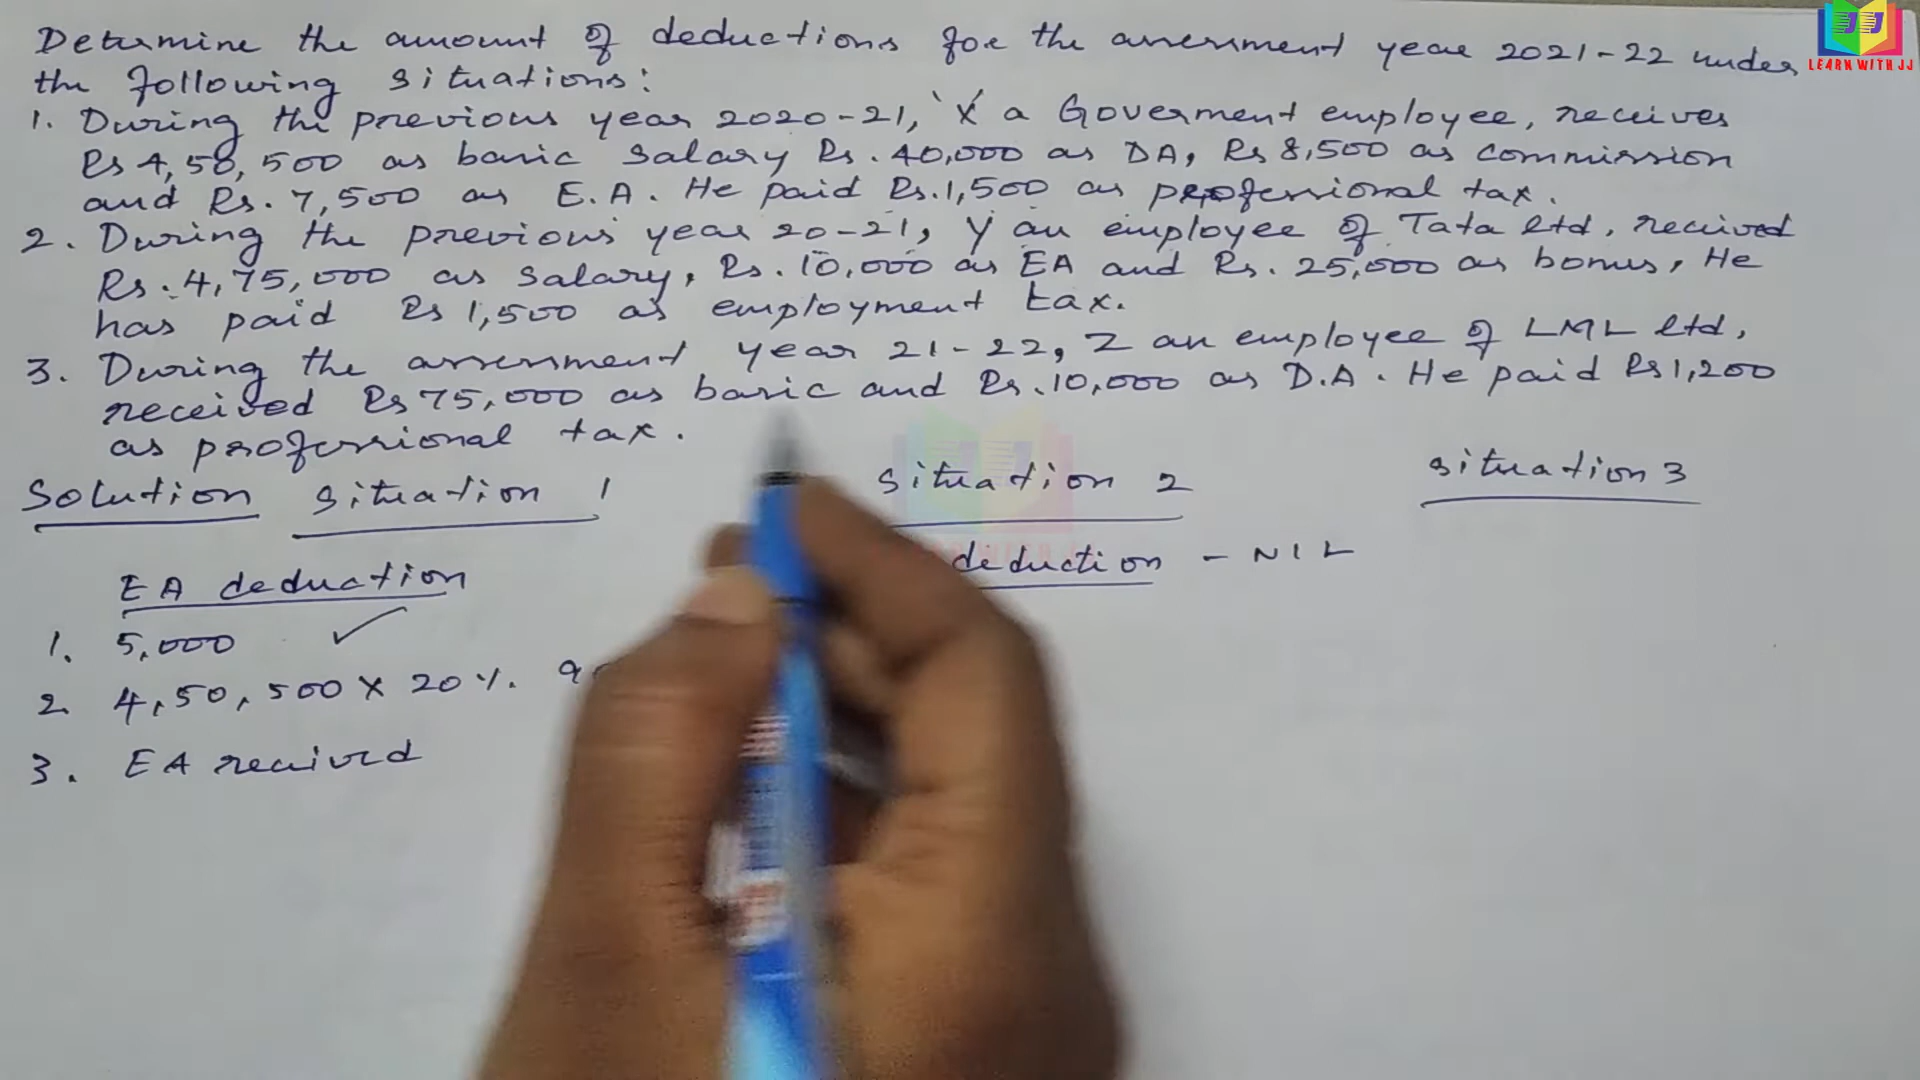 Determine the amount of deductions for the assessment year 2021-22 under
the following situations:
1. During the previous year 2020-21, 'X' a Goverment employee, receives
Rs 4,50,500 as basic salary Rs. 40,000 as DA, Rs 8,500 as commission
and Rs. 7,500 as E.A. He paid Rs.1,500 as professional tax.
2. During the previous year 20-21, Y an employee of Tata ltd, received
Rs. 4,75,000 as salary, Rs. 10,000 as EA and Rs. 25,000 as bonus, He
has paid Rs 1,500 as employment tax.
3. During the assessment year 21-22, Z an employee of LML ltd,
received Rs 75,000 as basic and Rs.10,000 as D.A. He paid Rs 1,200
as professional tax.
Solution Situation 1 situation 2 situation 3
EA deduction deduction - NIL
1. 5,000 ✓
2. 4,50,500 x 20%.
3. EA received
LEARN WITH JJ